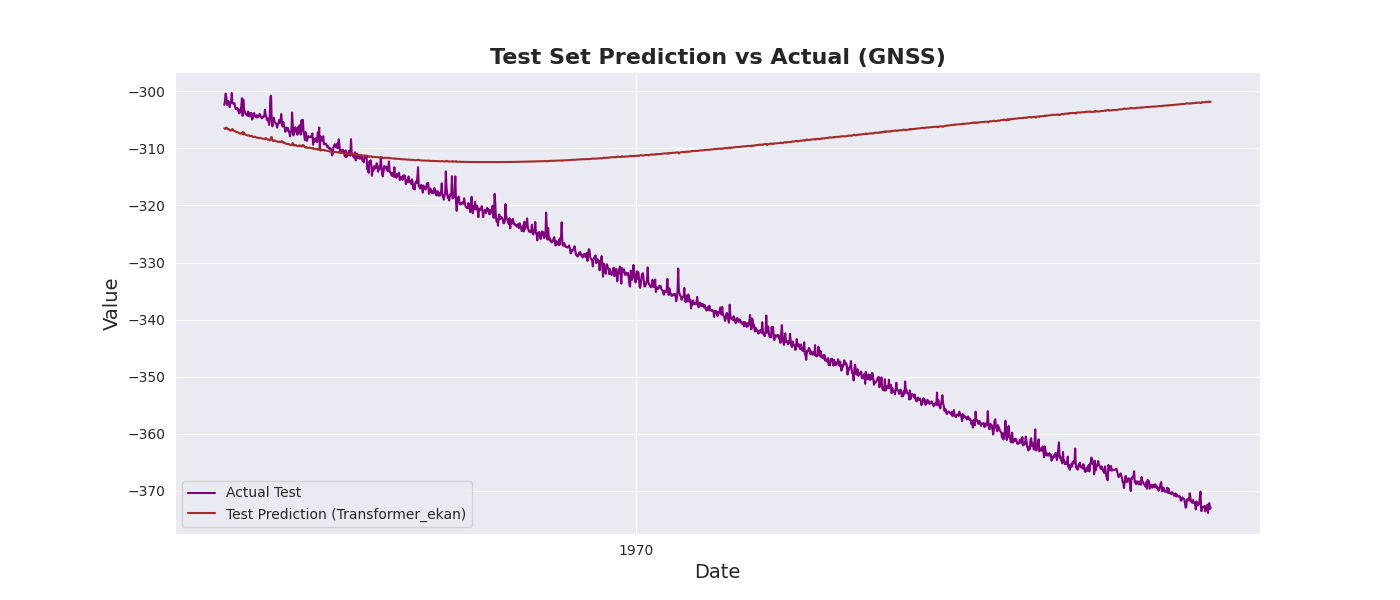 Test Set Prediction vs Actual (GNSS)
−300
−310
−320
−330
−340
−350
−360
−370
Value
Actual Test
Test Prediction (Transformer_ekan)
1970
Date